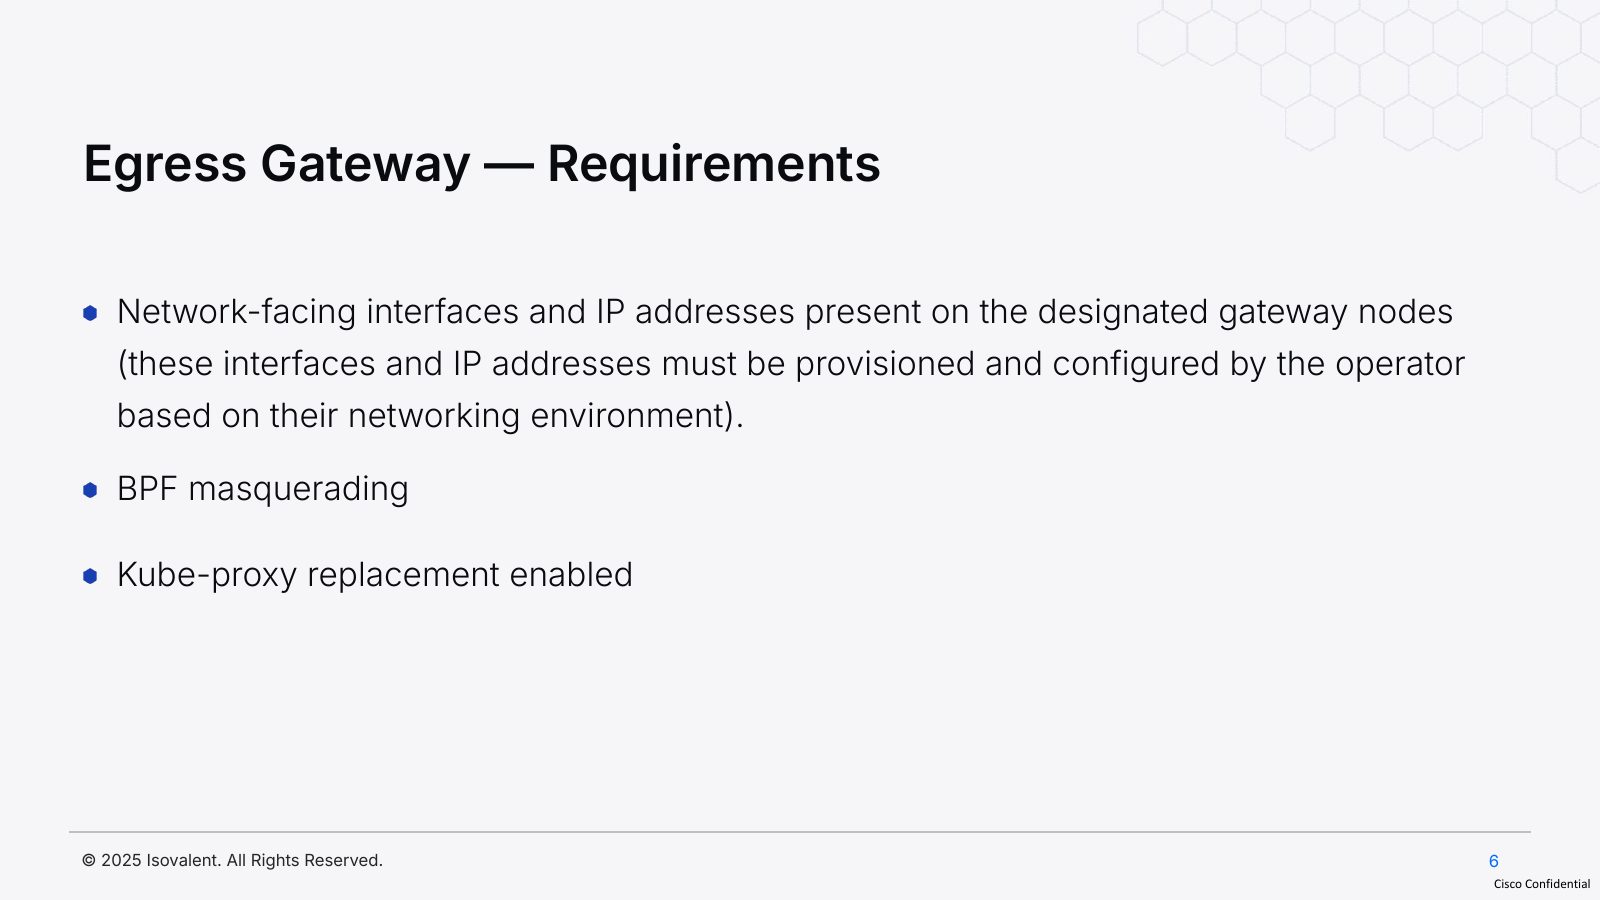 Egress Gateway — Requirements
Network-facing interfaces and IP addresses present on the designated gateway nodes
(these interfaces and IP addresses must be provisioned and configured by the operator
based on their networking environment).
BPF masquerading
Kube-proxy replacement enabled
© 2025 Isovalent. All Rights Reserved.
6
Cisco Confidential